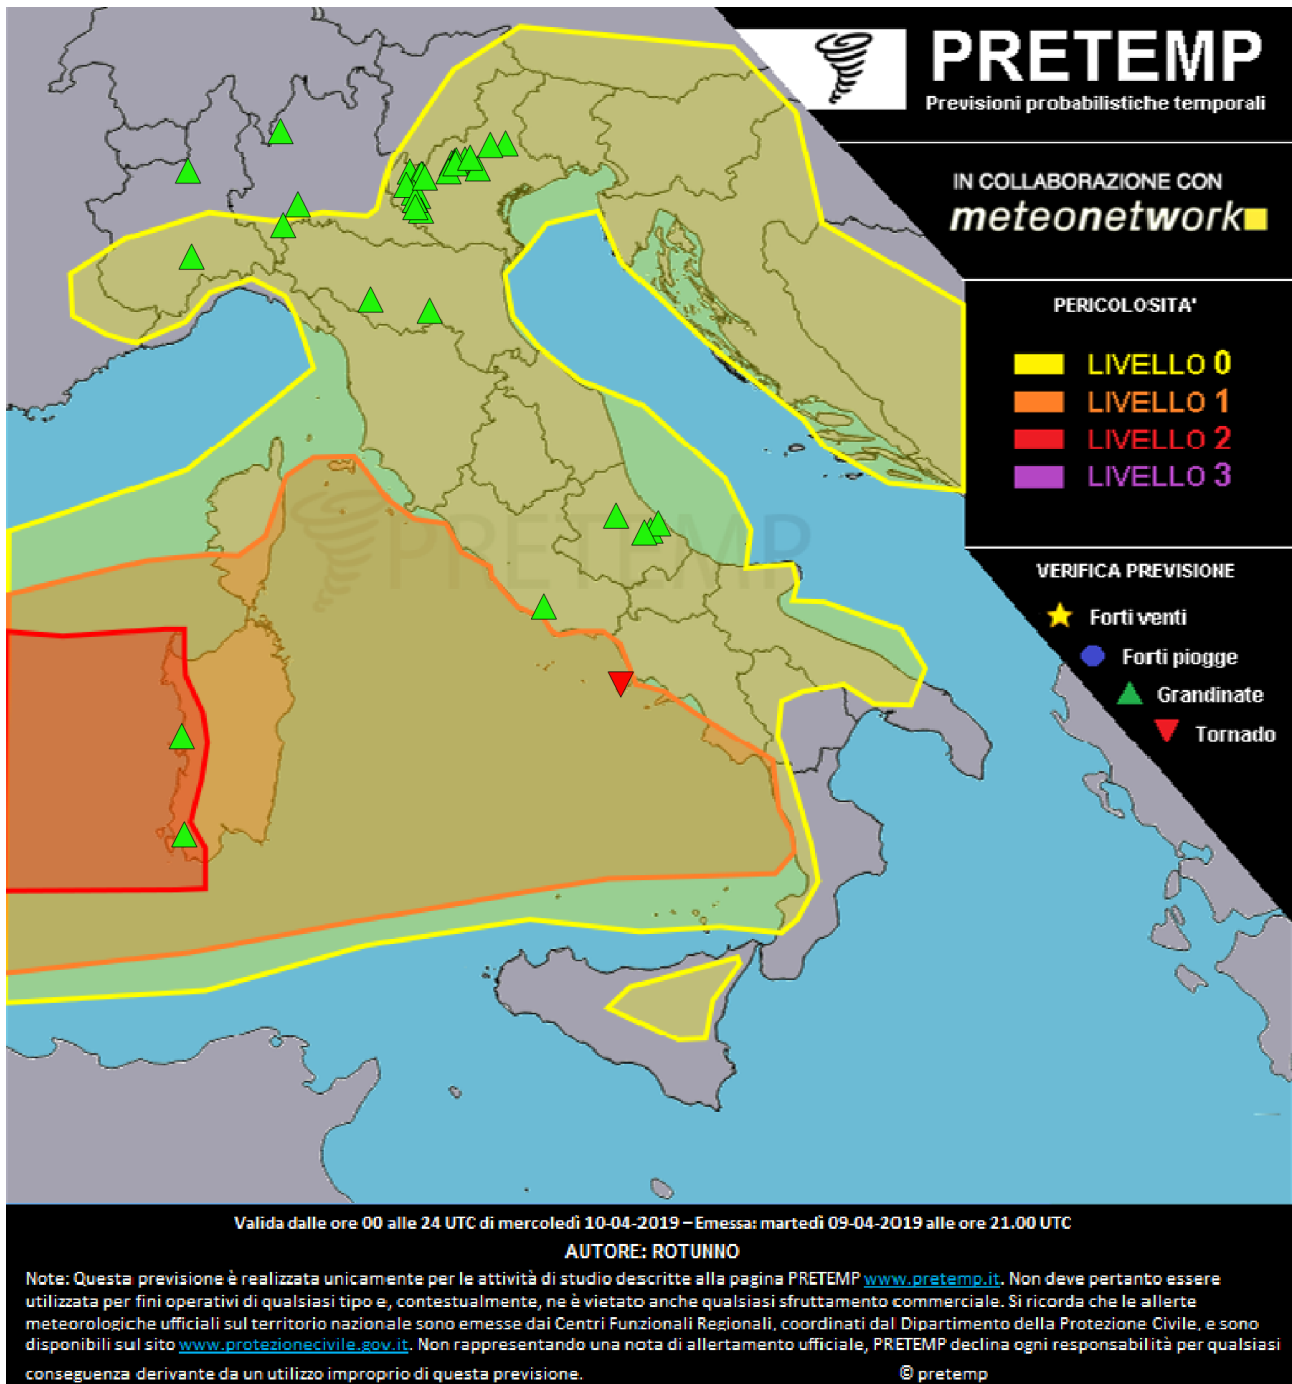 PRETEMP
Previsioni probabilistiche temporali
IN COLLABORAZIONE CON
meteonetwork
PERICOLOSITA'
LIVELLO 0
LIVELLO 1
LIVELLO 2
LIVELLO 3
PRETEMP
VERIFICA PREVISIONE
Forti venti
Forti piogge
Grandinate
Tornado
Valida dalle ore 00 alle 24 UTC di mercoledì 10-04-2019 – Emessa: martedì 09-04-2019 alle ore 21.00 UTC
AUTORE: ROTUNNO
Note: Questa previsione è realizzata unicamente per le attività di studio descritte alla pagina PRETEMP www.pretemp.it. Non deve pertanto essere
utilizzata per fini operativi di qualsiasi tipo e, contestualmente, ne è vietato anche qualsiasi sfruttamento commerciale. Si ricorda che le allerte
meteorologiche ufficiali sul territorio nazionale sono emesse dai Centri Funzionali Regionali, coordinati dal Dipartimento della Protezione Civile, e sono
disponibili sul sito www.protezionecivile.gov.it. Non rappresentando una nota di allertamento ufficiale, PRETEMP declina ogni responsabilità per qualsiasi
conseguenza derivante da un utilizzo improprio di questa previsione. © pretemp